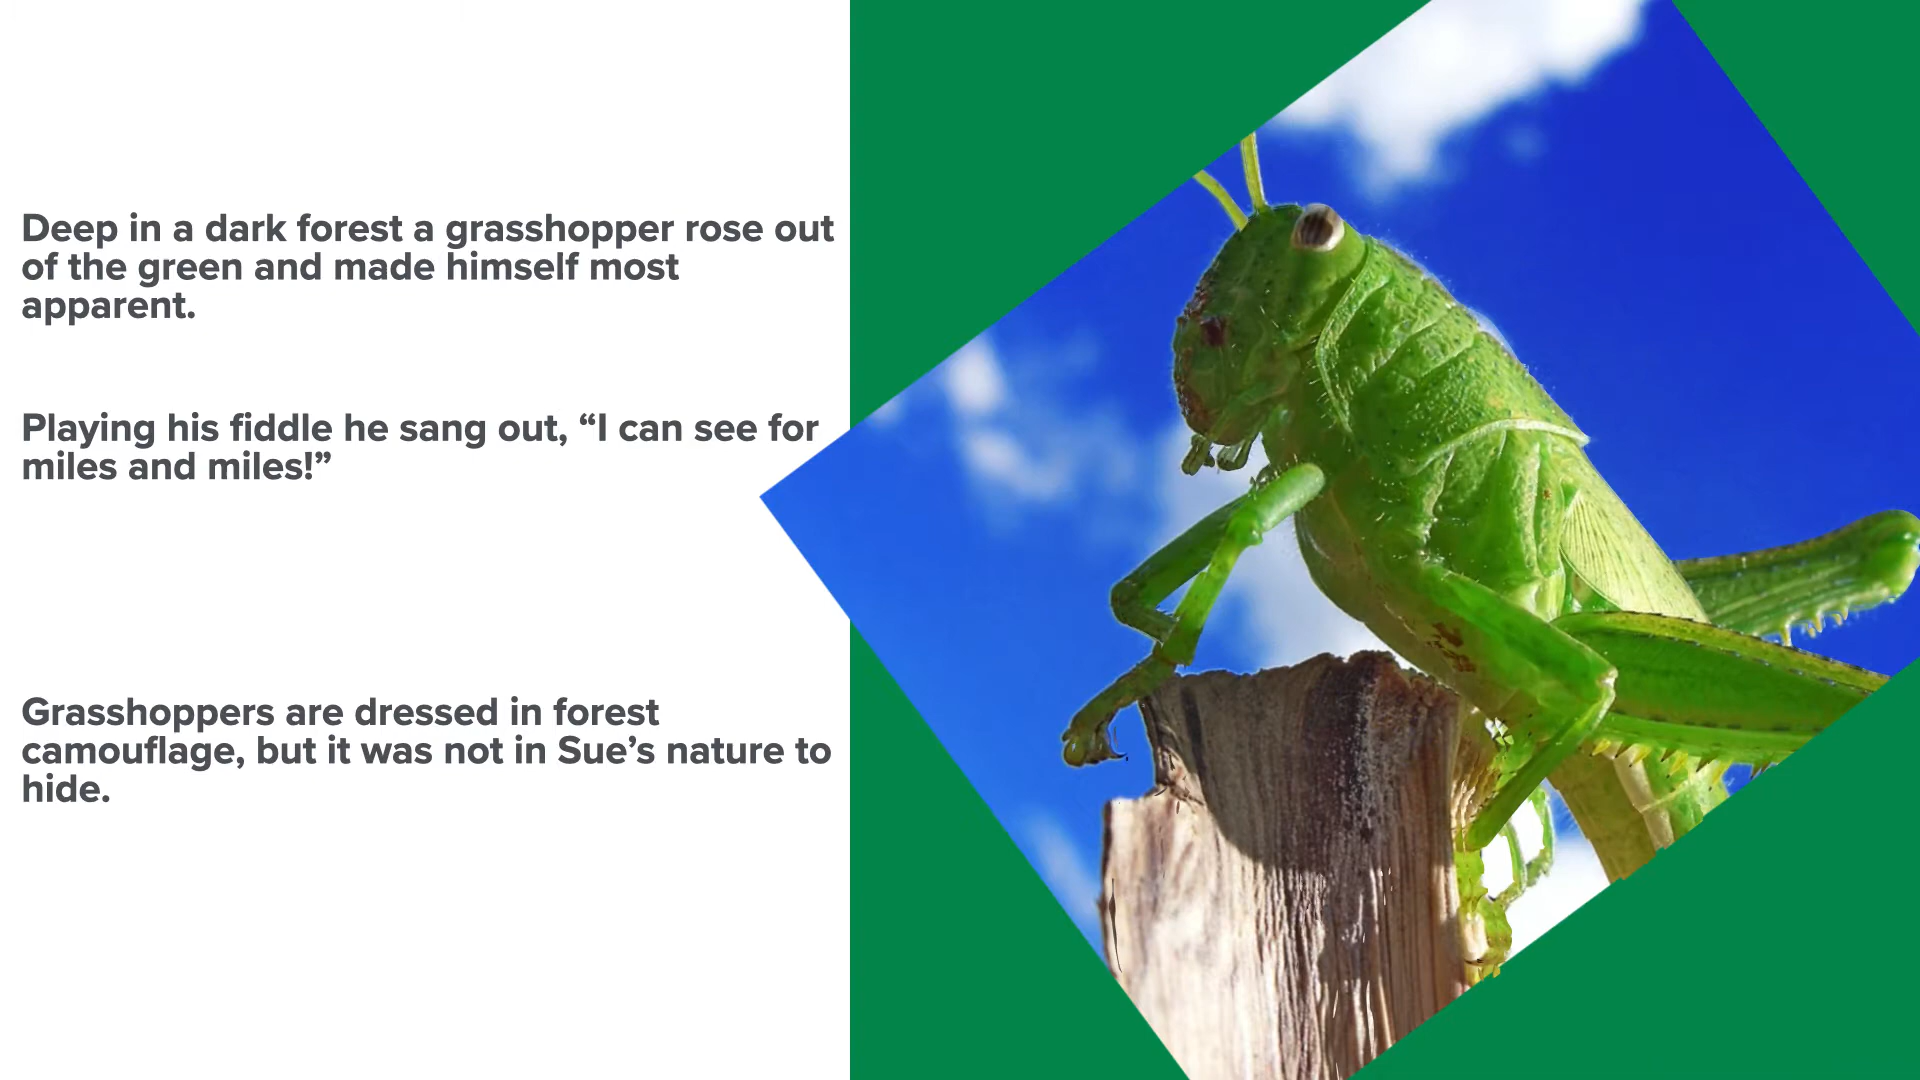 Deep in a dark forest a grasshopper rose out
of the green and made himself most
apparent.
Playing his fiddle he sang out, “I can see for
miles and miles!”
Grasshoppers are dressed in forest
camouflage, but it was not in Sue’s nature to
hide.